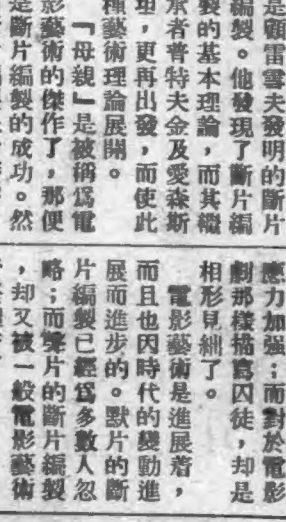 是顧雷雪夫發明的斷片
編製。他發現了斷片編
製的基本理論，而其繼
承者普特夫金及愛森斯
坦，更再出發，而使此
種藝術理論展開。
『母親』是被稱爲電
影藝術的傑作了，那便
是斷片編製的成功。然
應力加强；而對於電影
劇那樣描寫囚徒，却是
相形見絀了。
電影藝術是進展着，
而且也因時代的變動進
展而進步的。默片的斷
片編製已經爲多數人忽
略；而聲片的斷片編製
，却又被一般電影藝術